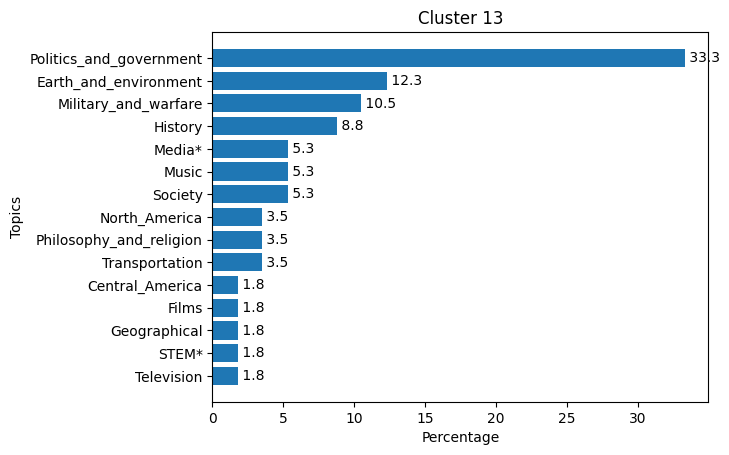 Cluster 13
Politics_and_government 33.3
Earth_and_environment 12.3
Military_and_warfare 10.5
History 8.8
Media* 5.3
Music 5.3
Society 5.3
North_America 3.5
Philosophy_and_religion 3.5
Transportation 3.5
Central_America 1.8
Films 1.8
Geographical 1.8
STEM* 1.8
Television 1.8
Topics
0 5 10 15 20 25 30
Percentage